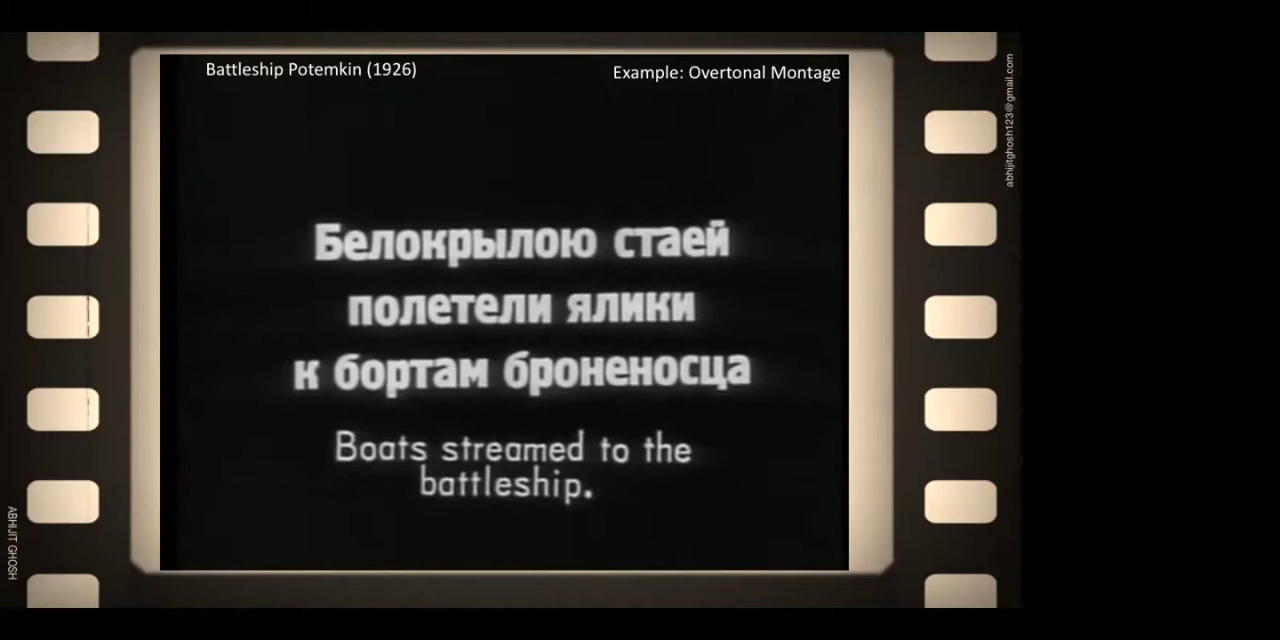 Battleship Potemkin (1926)
Example: Overtonal Montage
abhijitghosh123@gmail.com
Белокрылою стаей
полетели ялики
к бортам броненосца
Boats streamed to the
battleship.
ABHIJIT GHOSH